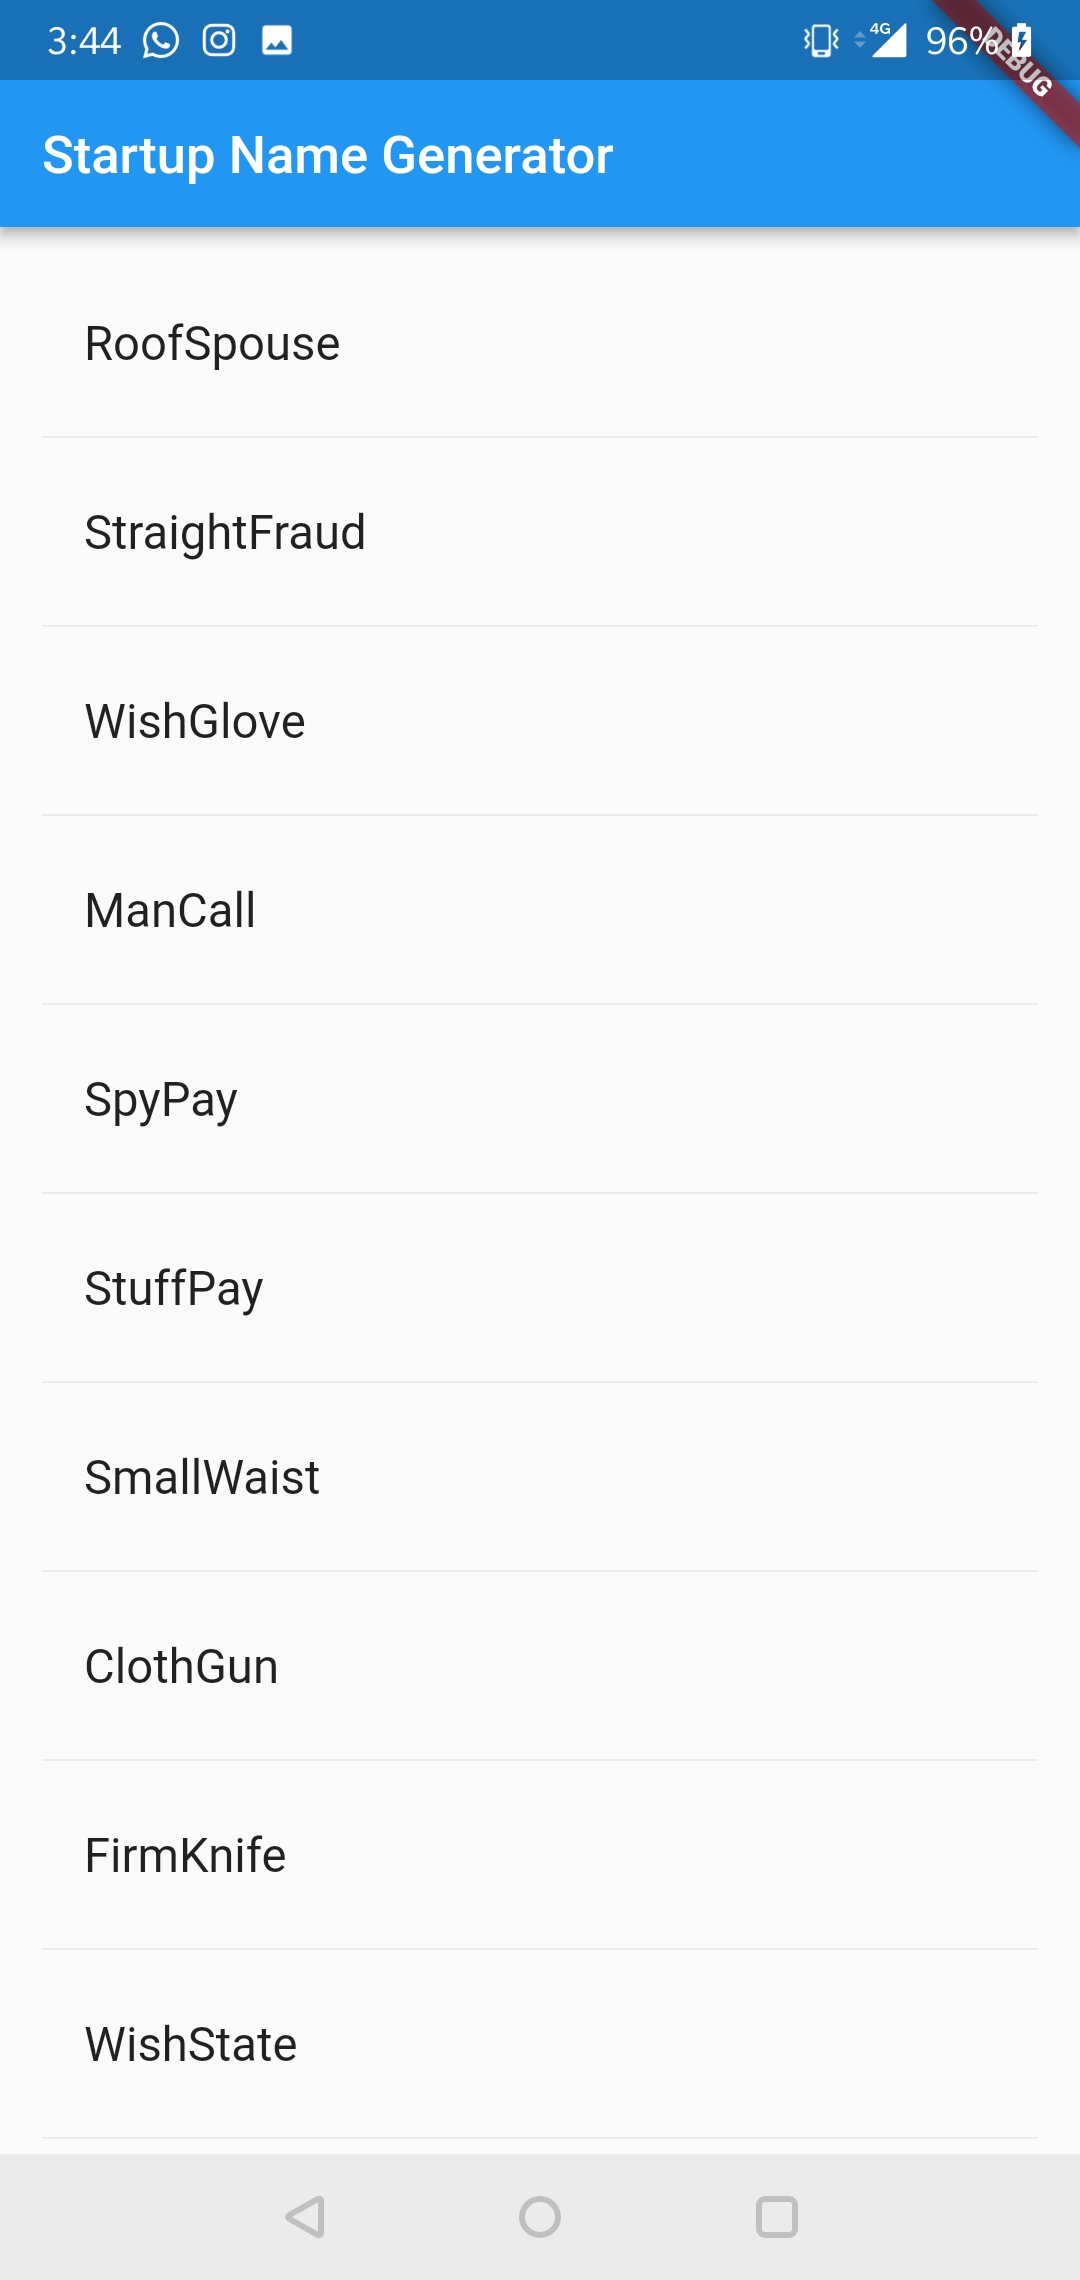 3:44
4G
96%
DEBUG
Startup Name Generator
RoofSpouse
StraightFraud
WishGlove
ManCall
SpyPay
StuffPay
SmallWaist
ClothGun
FirmKnife
WishState